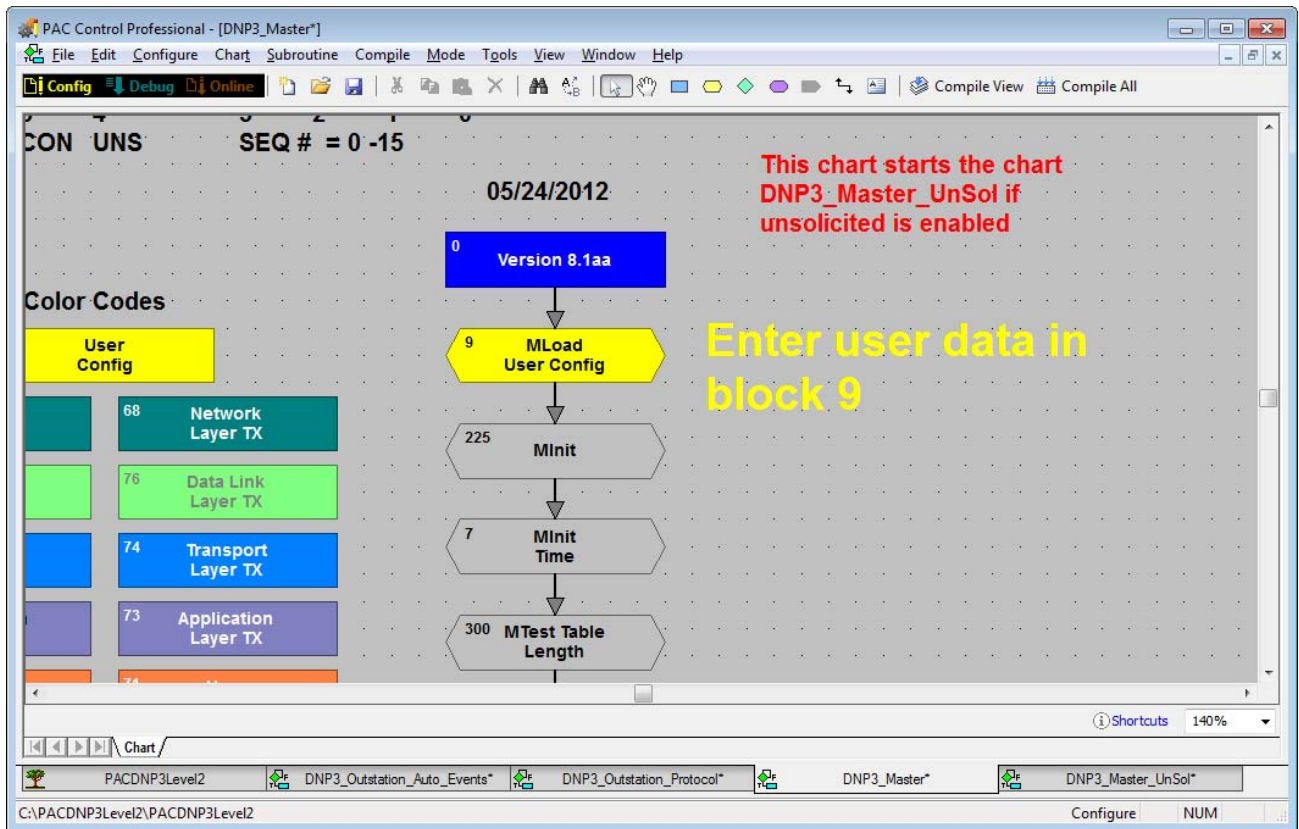 PAC Control Professional - [DNP3_Master*]
File Edit Configure Chart Subroutine Compile Mode Tools View Window Help
Config Debug Online Compile View Compile All
CON UNS SEQ # = 0 -15
05/24/2012
This chart starts the chart
DNP3_Master_UnSol if
unsolicited is enabled
0
Version 8.1aa
Color Codes
User
Config
9
MLoad
User Config
Enter user data in
block 9
68
Network
Layer TX
225
MInit
76
Data Link
Layer TX
7
MInit
Time
74
Transport
Layer TX
300
MTest Table
Length
73
Application
Layer TX
Shortcuts 140%
Chart
PACDNP3Level2 DNP3_Outstation_Auto_Events* DNP3_Outstation_Protocol* DNP3_Master* DNP3_Master_UnSol*
C:\PACDNP3Level2\PACDNP3Level2 Configure NUM